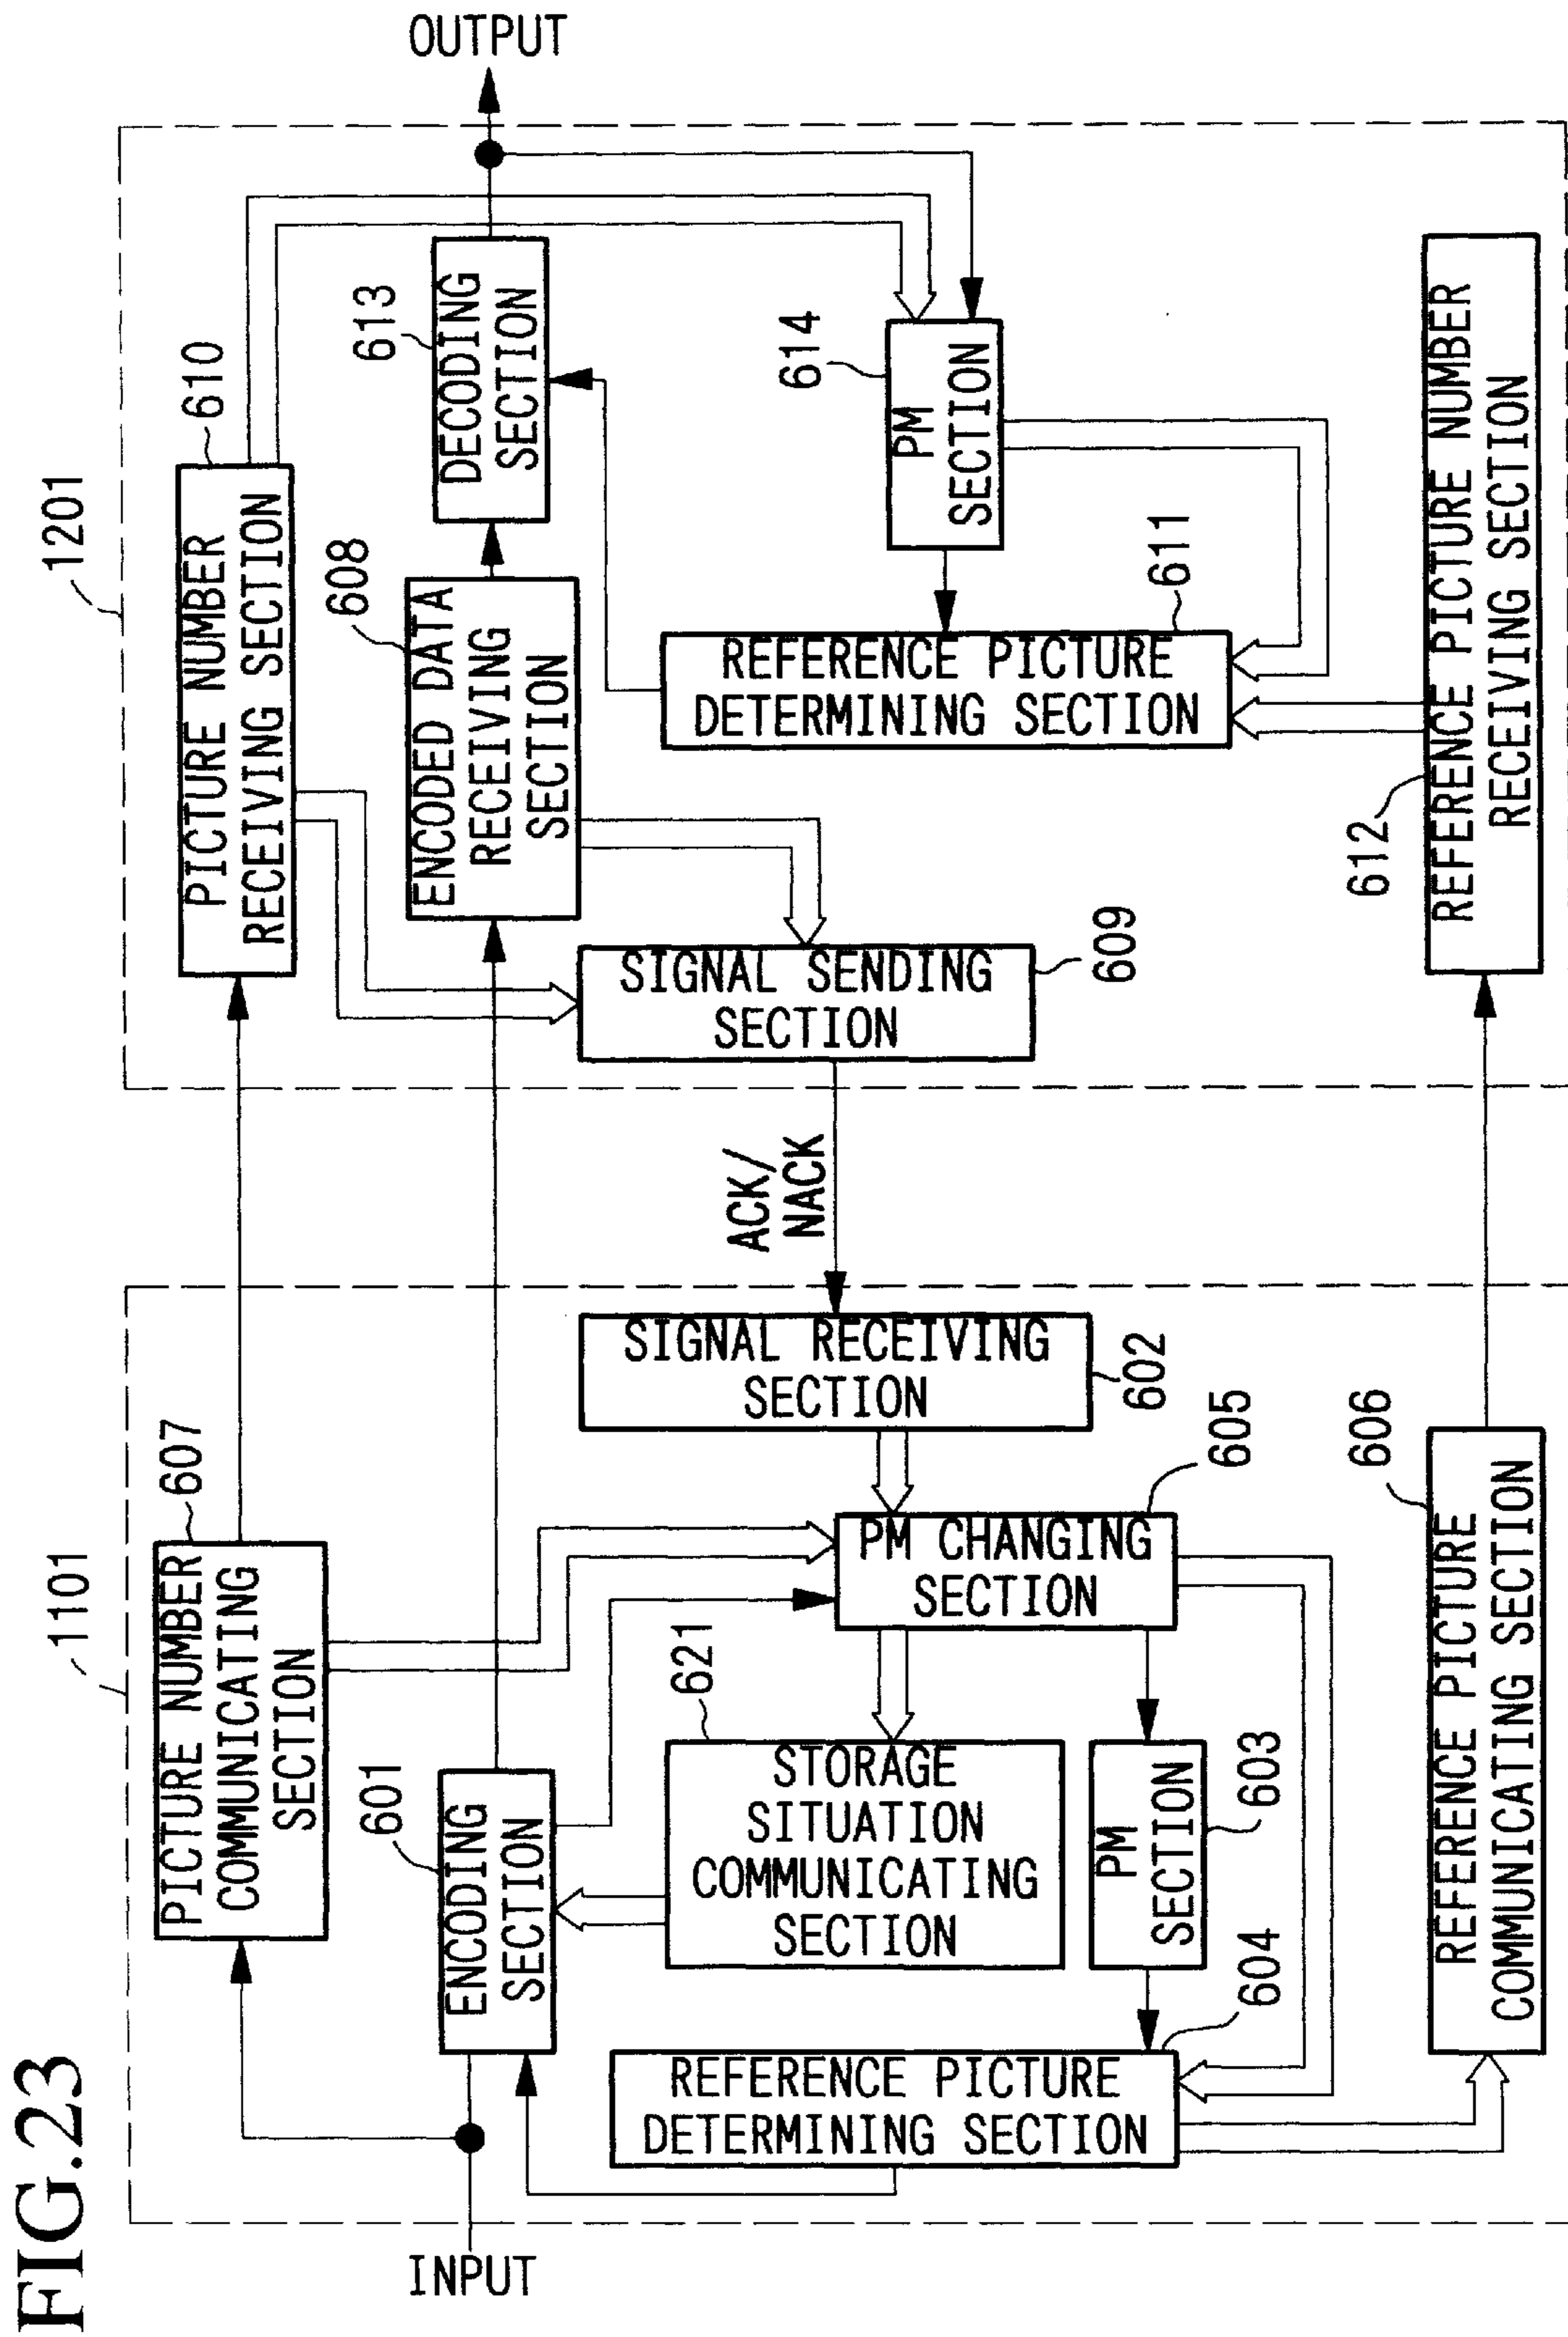 FIG.23
1101
1201
PICTURE NUMBER
COMMUNICATING
SECTION
607
PICTURE NUMBER
RECEIVING SECTION
610
INPUT
ENCODING
SECTION
601
ENCODED DATA
RECEIVING
SECTION
608
DECODING
SECTION
613
OUTPUT
REFERENCE PICTURE
DETERMINING SECTION
604
STORAGE
SITUATION
COMMUNICATING
SECTION
621
PM
SECTION
603
PM CHANGING
SECTION
605
SIGNAL RECEIVING
SECTION
602
ACK/
NACK
SIGNAL SENDING
SECTION
609
REFERENCE PICTURE
DETERMINING SECTION
611
PM
SECTION
614
REFERENCE PICTURE
COMMUNICATING SECTION
606
REFERENCE PICTURE NUMBER
RECEIVING SECTION
612